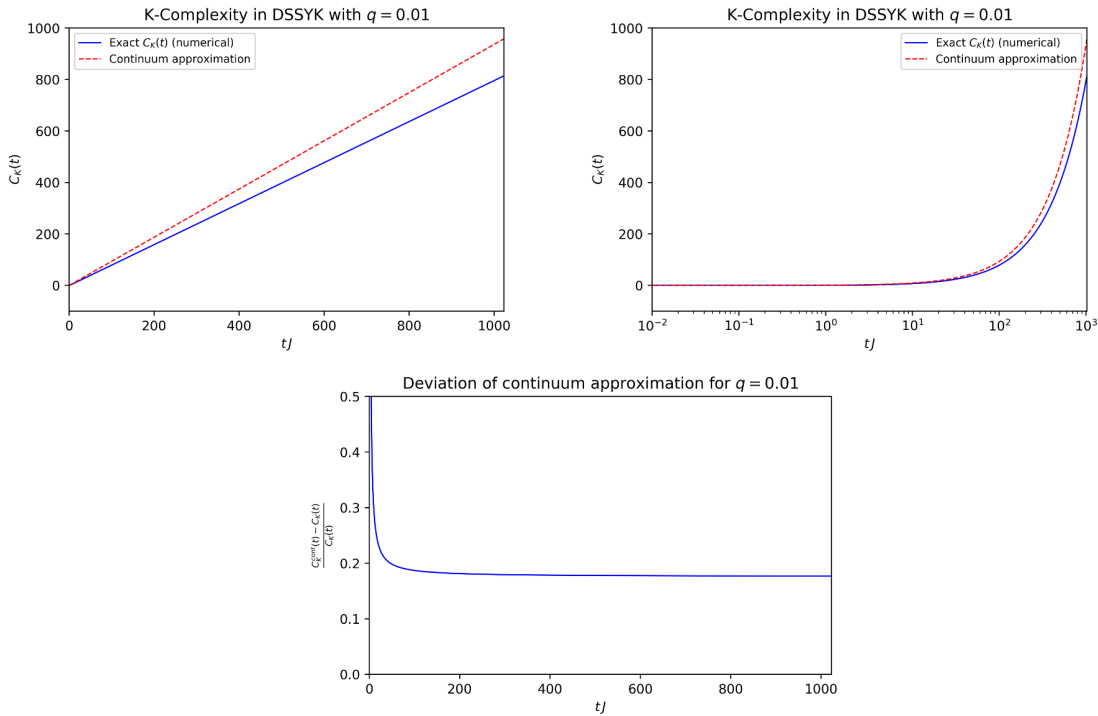 K-Complexity in DSSYK with q = 0.01
1000
800
600
400
200
0
C_K(t)
Exact C_K(t) (numerical)
Continuum approximation
0 200 400 600 800 1000
t J
K-Complexity in DSSYK with q = 0.01
1000
800
600
400
200
0
C_K(t)
Exact C_K(t) (numerical)
Continuum approximation
10^−2 10^−1 10^0 10^1 10^2 10^3
t J
Deviation of continuum approximation for q = 0.01
0.5
0.4
0.3
0.2
0.1
0.0
C_K^cont(t) − C_K(t)
C_K(t)
0 200 400 600 800 1000
t J